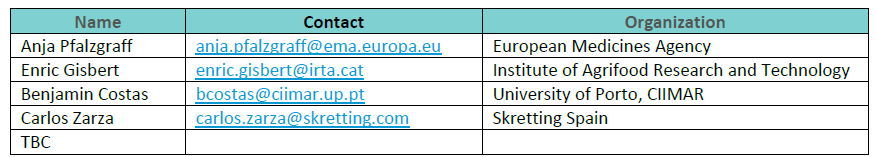 Name Contact Organization
Anja Pfalzgraff anja.pfalzgraff@ema.europa.eu European Medicines Agency
Enric Gisbert enric.gisbert@irta.cat Institute of Agrifood Research and Technology
Benjamin Costas bcostas@ciimar.up.pt University of Porto, CIIMAR
Carlos Zarza carlos.zarza@skretting.com Skretting Spain
TBC